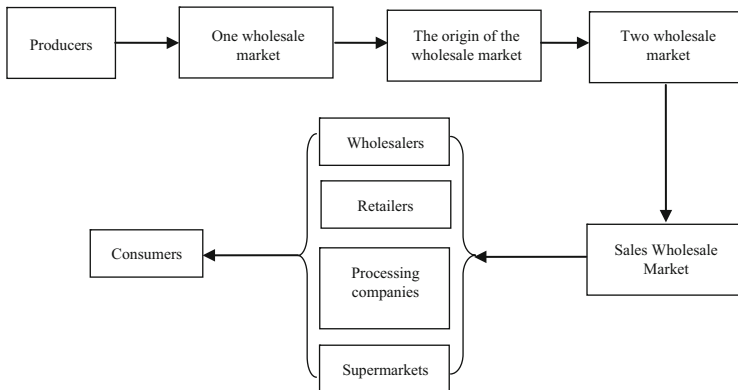 Producers
One wholesale
market
The origin of the
wholesale market
Two wholesale
market
Wholesalers
Retailers
Processing
companies
Supermarkets
Consumers
Sales Wholesale
Market